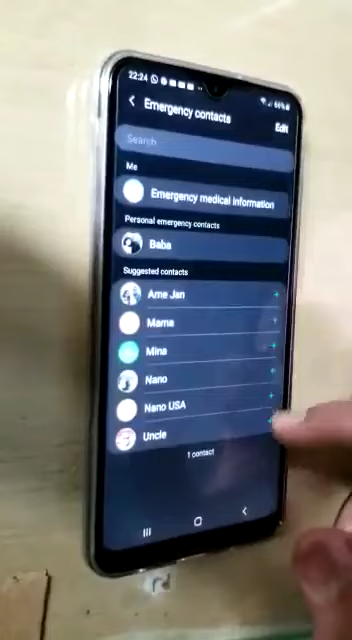 22:24
Emergency contacts
Edit
Search
Me
Emergency medical information
Personal emergency contacts
Baba
Suggested contacts
Ame Jan
Mama
Mina
Nano
Nano USA
Uncle
1 contact